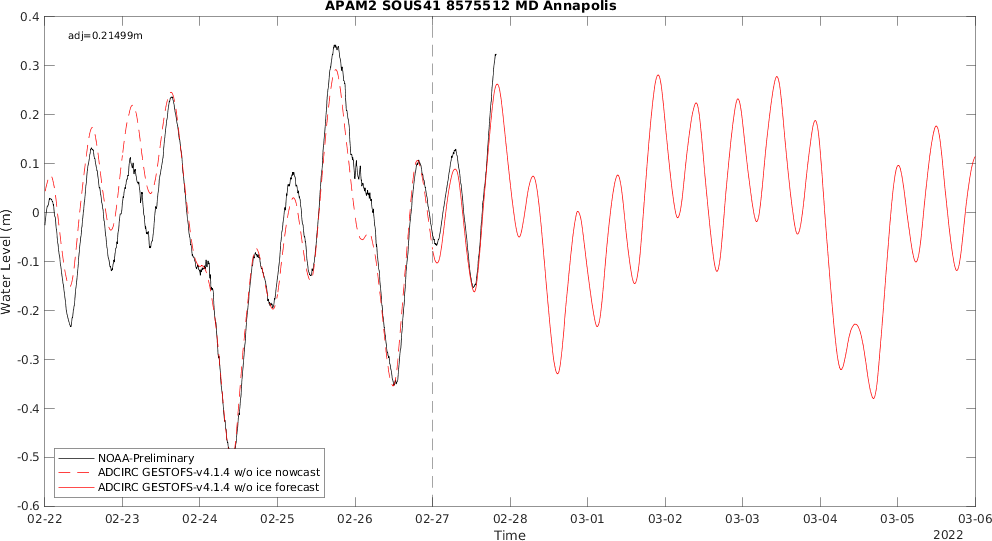 APAM2 SOUS41 8575512 MD Annapolis
adj=0.21499m
0.4
0.3
0.2
0.1
0
-0.1
-0.2
-0.3
-0.4
-0.5
-0.6
Water Level (m)
NOAA-Preliminary
ADCIRC GESTOFS-v4.1.4 w/o ice nowcast
ADCIRC GESTOFS-v4.1.4 w/o ice forecast
02-22 02-23 02-24 02-25 02-26 02-27 02-28 03-01 03-02 03-03 03-04 03-05 03-06
Time
2022